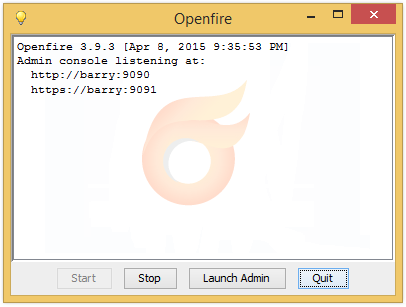 Openfire
Openfire 3.9.3 [Apr 8, 2015 9:35:53 PM]
Admin console listening at:
  http://barry:9090
  https://barry:9091
Start Stop Launch Admin Quit